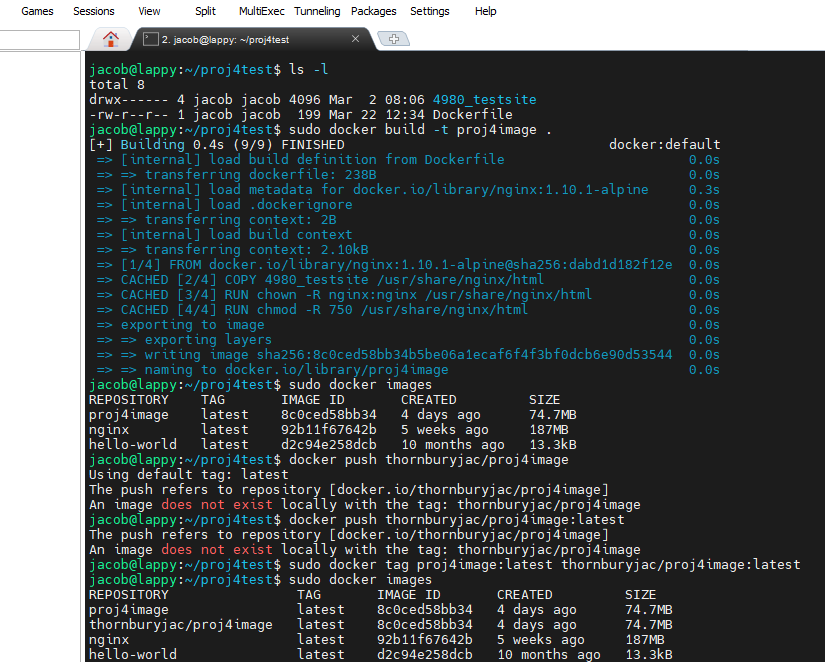 Games Sessions View Split MultiExec Tunneling Packages Settings Help
2. jacob@lappy: ~/proj4test
jacob@lappy:~/proj4test$ ls -l
total 8
drwx------ 4 jacob jacob 4096 Mar  2 08:06 4980_testsite
-rw-r--r-- 1 jacob jacob  199 Mar 22 12:34 Dockerfile
jacob@lappy:~/proj4test$ sudo docker build -t proj4image .
[+] Building 0.4s (9/9) FINISHED docker:default
=> [internal] load build definition from Dockerfile 0.0s
=> => transferring dockerfile: 238B 0.0s
=> [internal] load metadata for docker.io/library/nginx:1.10.1-alpine 0.3s
=> [internal] load .dockerignore 0.0s
=> => transferring context: 2B 0.0s
=> [internal] load build context 0.0s
=> => transferring context: 2.10kB 0.0s
=> [1/4] FROM docker.io/library/nginx:1.10.1-alpine@sha256:dabd1d182f12e 0.0s
=> CACHED [2/4] COPY 4980_testsite /usr/share/nginx/html 0.0s
=> CACHED [3/4] RUN chown -R nginx:nginx /usr/share/nginx/html 0.0s
=> CACHED [4/4] RUN chmod -R 750 /usr/share/nginx/html 0.0s
=> exporting to image 0.0s
=> => exporting layers 0.0s
=> => writing image sha256:8c0ced58bb34b5be06a1ecaf6f4f3bf0dcb6e90d53544 0.0s
=> => naming to docker.io/library/proj4image 0.0s
jacob@lappy:~/proj4test$ sudo docker images
REPOSITORY TAG IMAGE ID CREATED SIZE
proj4image latest 8c0ced58bb34 4 days ago 74.7MB
nginx latest 92b11f67642b 5 weeks ago 187MB
hello-world latest d2c94e258dcb 10 months ago 13.3kB
jacob@lappy:~/proj4test$ docker push thornburyjac/proj4image
Using default tag: latest
The push refers to repository [docker.io/thornburyjac/proj4image]
An image does not exist locally with the tag: thornburyjac/proj4image
jacob@lappy:~/proj4test$ docker push thornburyjac/proj4image:latest
The push refers to repository [docker.io/thornburyjac/proj4image]
An image does not exist locally with the tag: thornburyjac/proj4image
jacob@lappy:~/proj4test$ sudo docker tag proj4image:latest thornburyjac/proj4image:latest
jacob@lappy:~/proj4test$ sudo docker images
REPOSITORY TAG IMAGE ID CREATED SIZE
proj4image latest 8c0ced58bb34 4 days ago 74.7MB
thornburyjac/proj4image latest 8c0ced58bb34 4 days ago 74.7MB
nginx latest 92b11f67642b 5 weeks ago 187MB
hello-world latest d2c94e258dcb 10 months ago 13.3kB